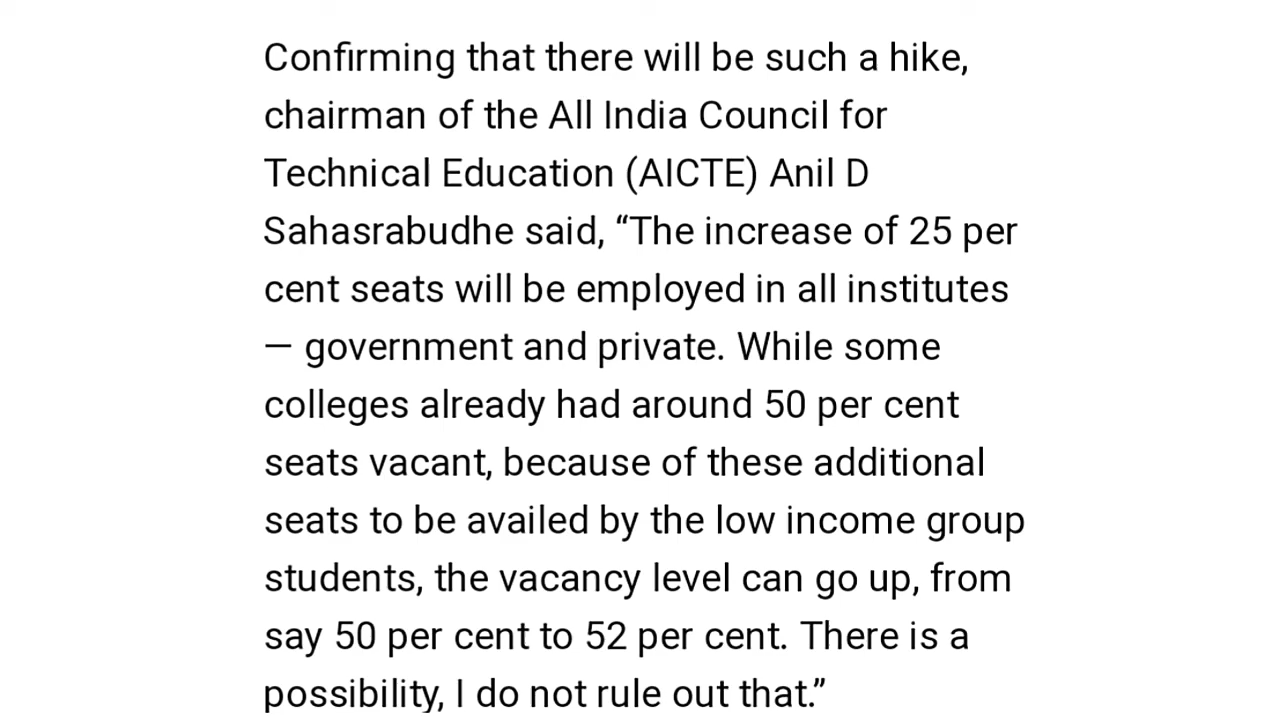 Confirming that there will be such a hike,
chairman of the All India Council for
Technical Education (AICTE) Anil D
Sahasrabudhe said, “The increase of 25 per
cent seats will be employed in all institutes
— government and private. While some
colleges already had around 50 per cent
seats vacant, because of these additional
seats to be availed by the low income group
students, the vacancy level can go up, from
say 50 per cent to 52 per cent. There is a
possibility, I do not rule out that.”